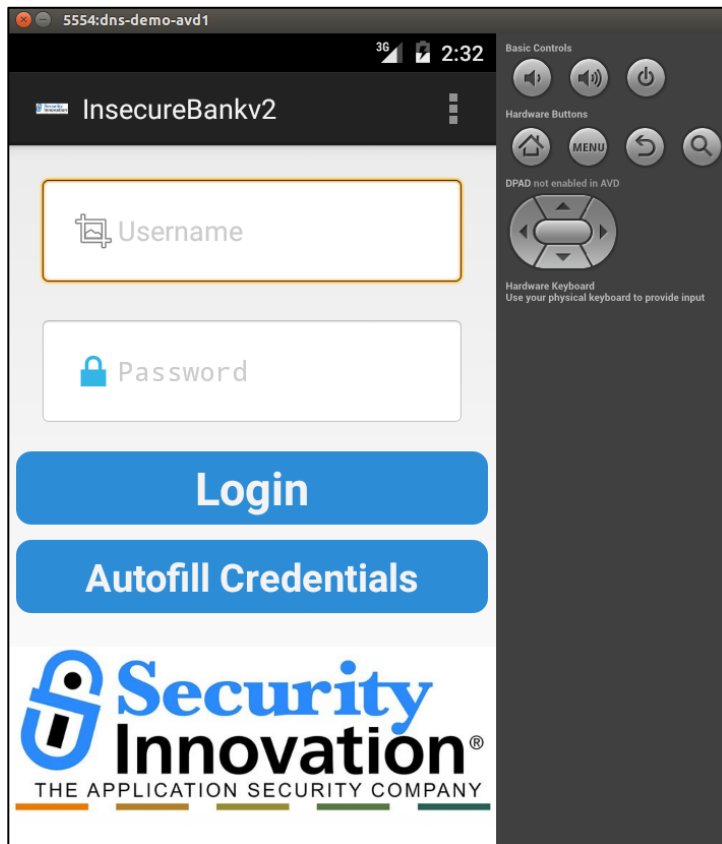 5554:dns-demo-avd1
3G 2:32
InsecureBankv2
Username
Password
Login
Autofill Credentials
Security
Innovation®
THE APPLICATION SECURITY COMPANY
Basic Controls
Hardware Buttons
MENU
DPAD not enabled in AVD
Hardware Keyboard
Use your physical keyboard to provide input